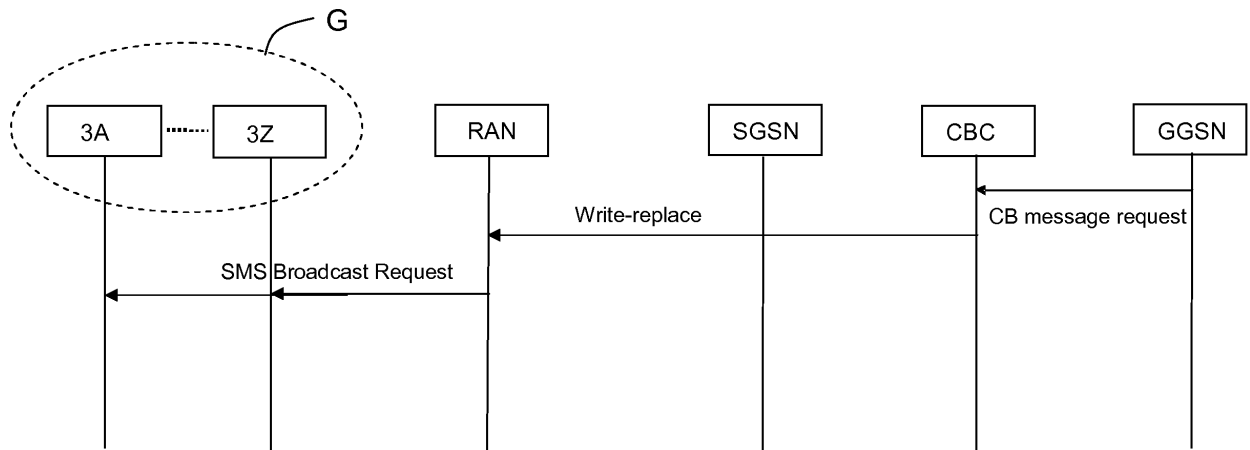 G
3A
3Z
RAN
SGSN
CBC
GGSN
CB message request
Write-replace
SMS Broadcast Request